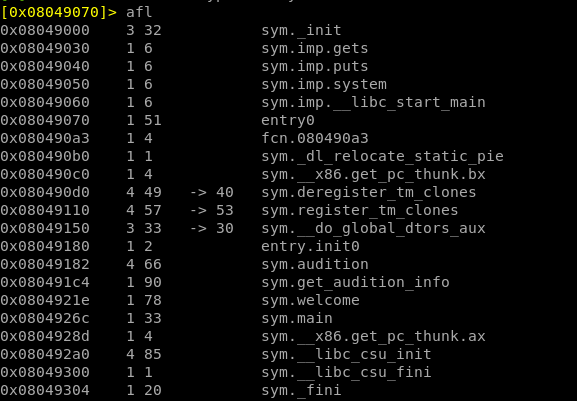 [0x08049070]> afl
0x08049000 3 32 sym._init
0x08049030 1 6 sym.imp.gets
0x08049040 1 6 sym.imp.puts
0x08049050 1 6 sym.imp.system
0x08049060 1 6 sym.imp.__libc_start_main
0x08049070 1 51 entry0
0x080490a3 1 4 fcn.080490a3
0x080490b0 1 1 sym._dl_relocate_static_pie
0x080490c0 1 4 sym.__x86.get_pc_thunk.bx
0x080490d0 4 49 -> 40 sym.deregister_tm_clones
0x08049110 4 57 -> 53 sym.register_tm_clones
0x08049150 3 33 -> 30 sym.__do_global_dtors_aux
0x08049180 1 2 entry.init0
0x08049182 4 66 sym.audition
0x080491c4 1 90 sym.get_audition_info
0x0804921e 1 78 sym.welcome
0x0804926c 1 33 sym.main
0x0804928d 1 4 sym.__x86.get_pc_thunk.ax
0x080492a0 4 85 sym.__libc_csu_init
0x08049300 1 1 sym.__libc_csu_fini
0x08049304 1 20 sym._fini